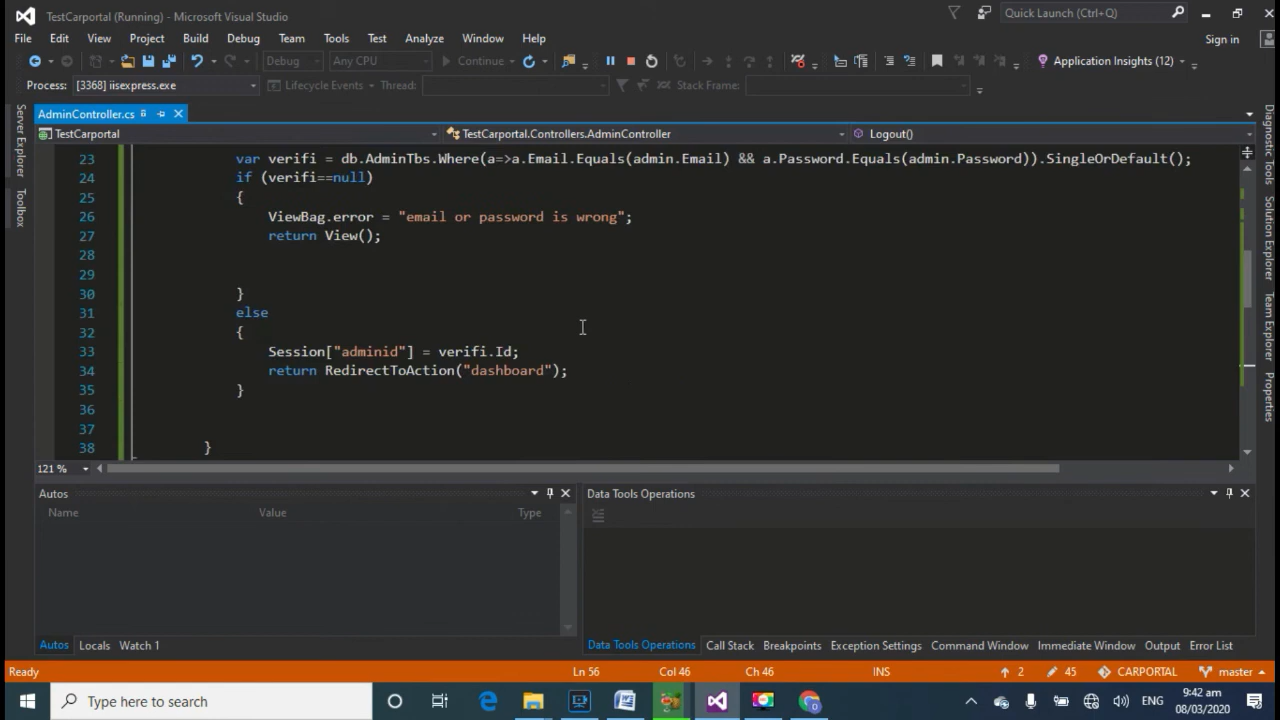 TestCarportal (Running) - Microsoft Visual Studio
Quick Launch (Ctrl+Q)
File Edit View Project Build Debug Team Tools Test Analyze Window Help
Sign in
Debug Any CPU Continue Application Insights (12)
Process: [3368] iisexpress.exe Lifecycle Events Thread: Stack Frame:
Server Explorer
Toolbox
AdminController.cs
TestCarportal TestCarportal.Controllers.AdminController Logout()
23 var verifi = db.AdminTbs.Where(a=>a.Email.Equals(admin.Email) && a.Password.Equals(admin.Password)).SingleOrDefault();
24 if (verifi==null)
25 {
26 ViewBag.error = "email or password is wrong";
27 return View();
28
29
30 }
31 else
32 {
33 Session["adminid"] = verifi.Id;
34 return RedirectToAction("dashboard");
35 }
36
37
38 }
121 %
Diagnostic Tools
Solution Explorer
Team Explorer
Properties
Autos
Name Value Type
Data Tools Operations
Autos Locals Watch 1
Data Tools Operations Call Stack Breakpoints Exception Settings Command Window Immediate Window Output Error List
Ready Ln 56 Col 46 Ch 46 INS 2 45 CARPORTAL master
Type here to search
ENG
9:42 am
08/03/2020